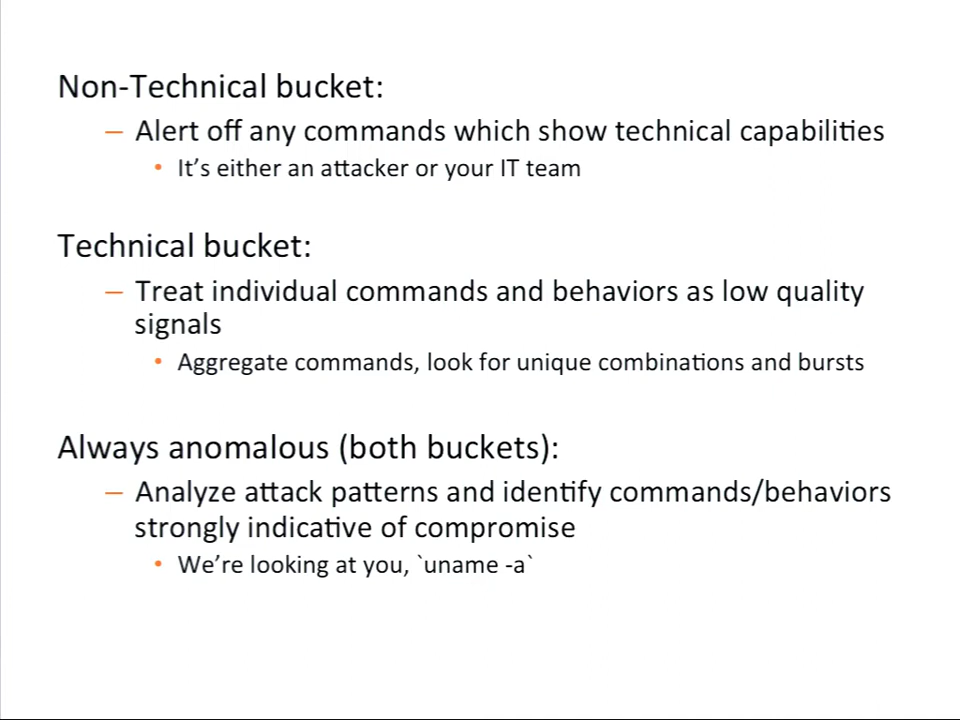 Non-Technical bucket:
– Alert off any commands which show technical capabilities
• It's either an attacker or your IT team
Technical bucket:
– Treat individual commands and behaviors as low quality
signals
• Aggregate commands, look for unique combinations and bursts
Always anomalous (both buckets):
– Analyze attack patterns and identify commands/behaviors
strongly indicative of compromise
• We're looking at you, `uname -a`